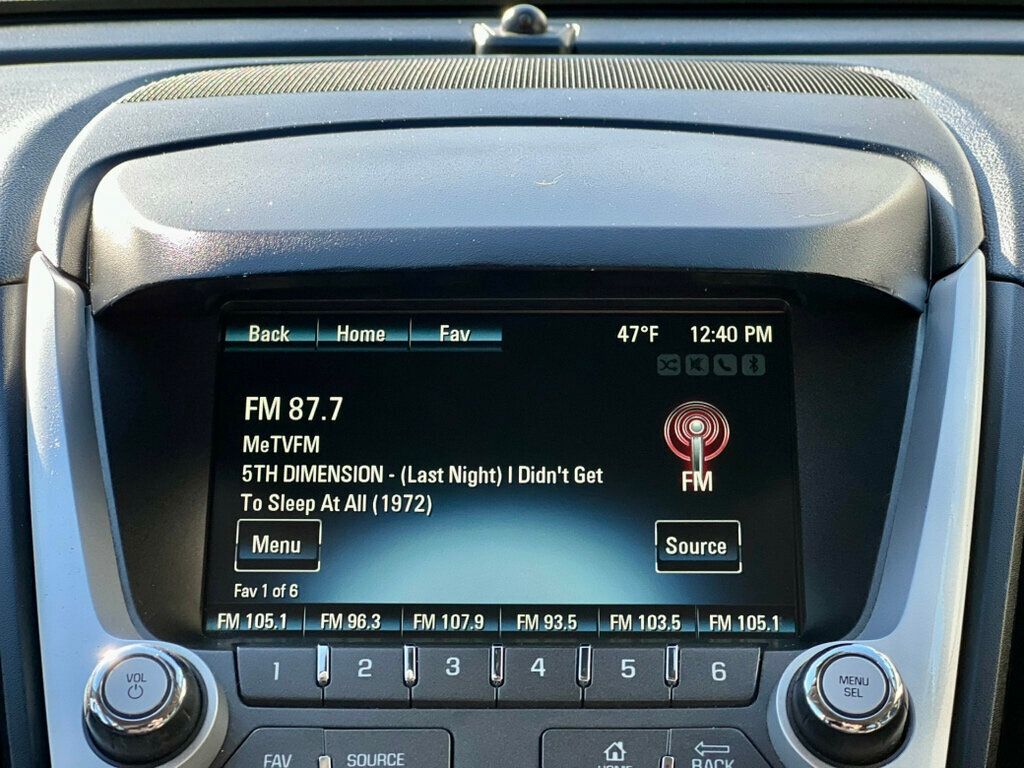 Back Home Fav 47°F 12:40 PM
FM 87.7
MeTVFM
5TH DIMENSION - (Last Night) I Didn't Get
To Sleep At All (1972)
FM
Menu Source
Fav 1 of 6
FM 105.1 FM 96.3 FM 107.9 FM 93.5 FM 103.5 FM 105.1
1 2 3 4 5 6
VOL
MENU
SEL
FAV SOURCE HOME BACK